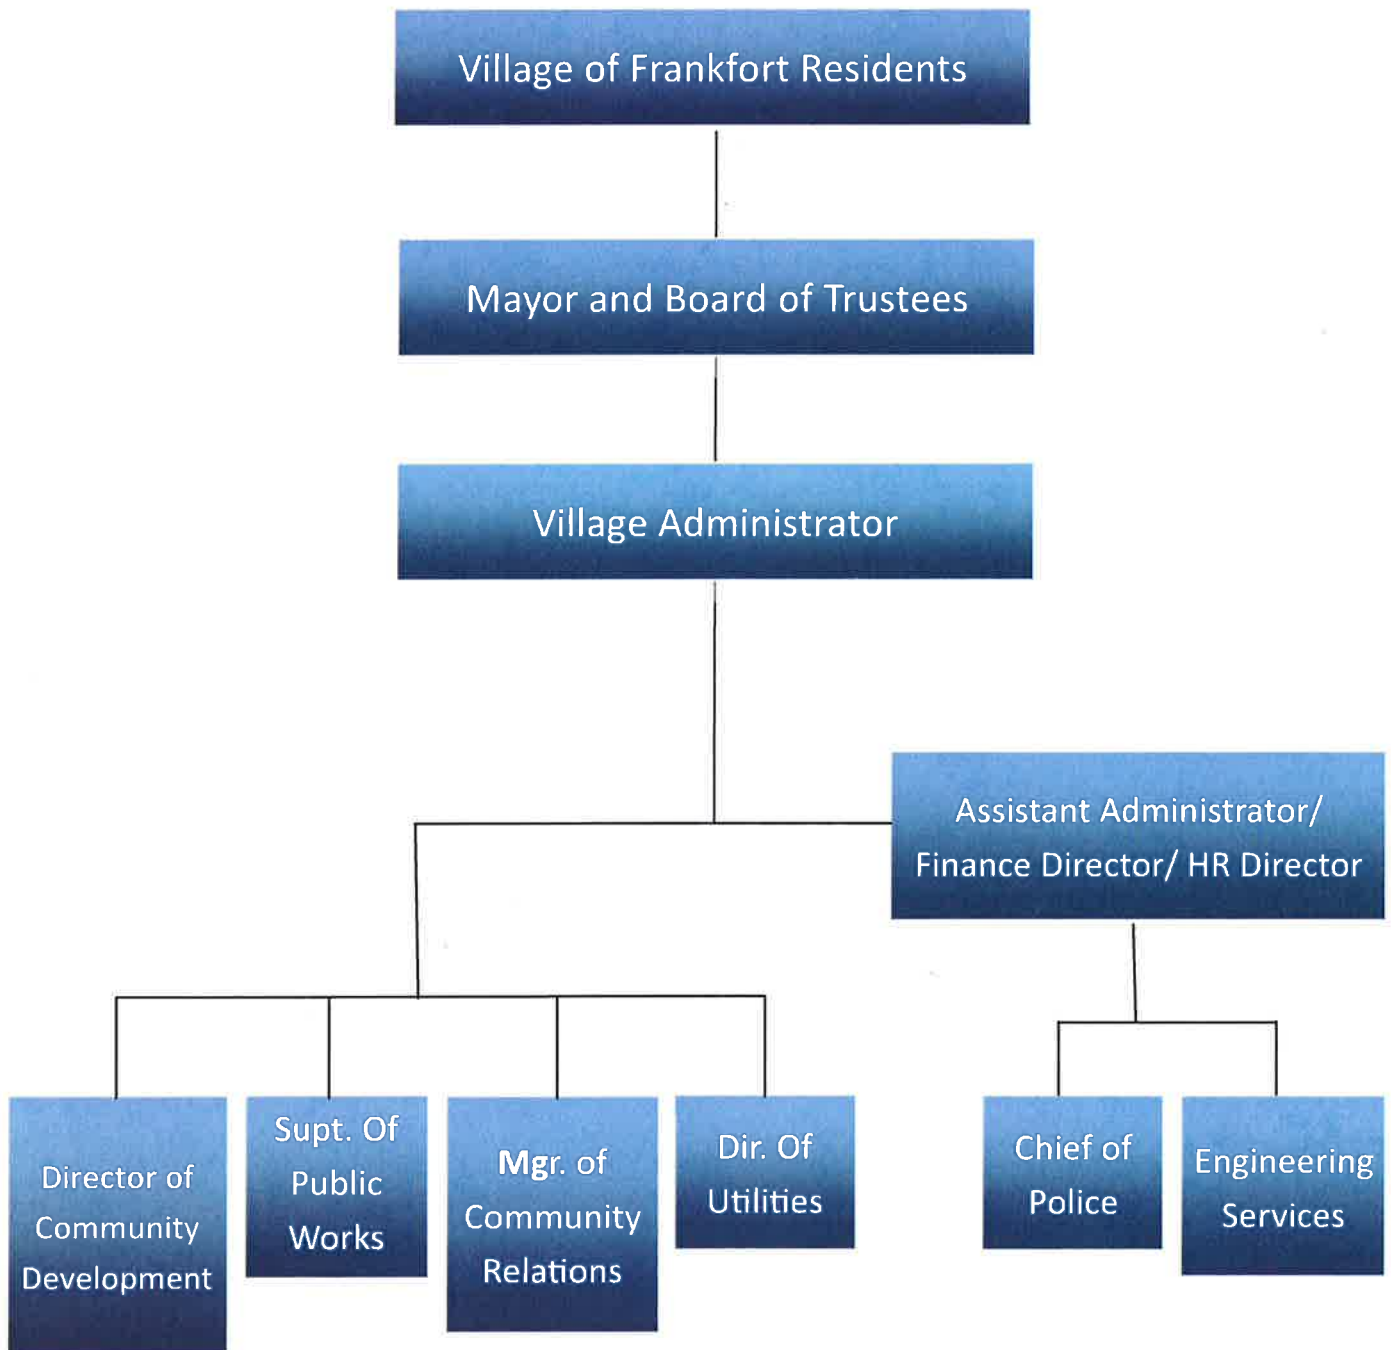 Village of Frankfort Residents
Mayor and Board of Trustees
Village Administrator
Assistant Administrator/
Finance Director/ HR Director
Director of
Community
Development
Supt. Of
Public
Works
Mgr. of
Community
Relations
Dir. Of
Utilities
Chief of
Police
Engineering
Services